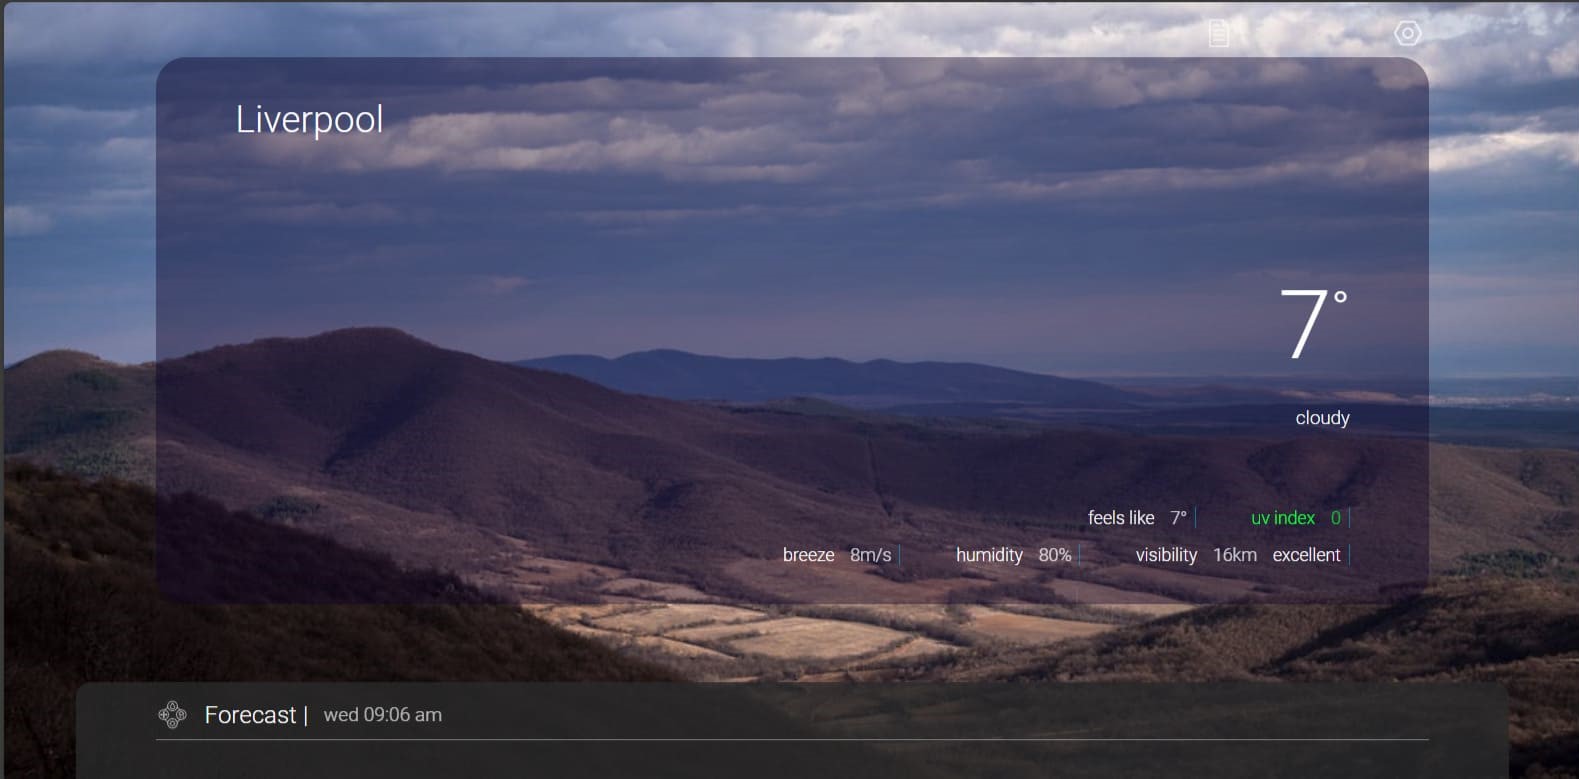 Liverpool
7°
cloudy
feels like 7° uv index 0
breeze 8m/s humidity 80% visibility 16km excellent
Forecast | wed 09:06 am